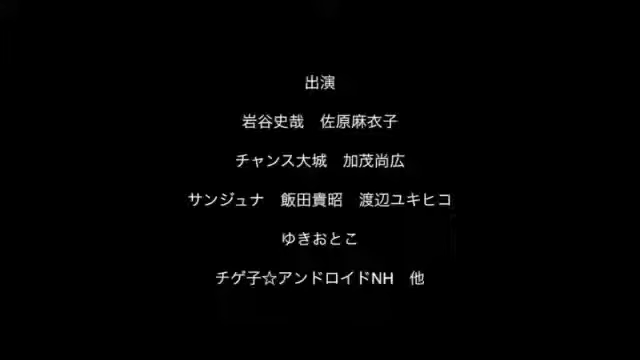 出演
岩谷史哉　佐原麻衣子
チャンス大城　加茂尚広
サンジュナ　飯田貴昭　渡辺ユキヒコ
ゆきおとこ
チゲ子☆アンドロイドNH　他